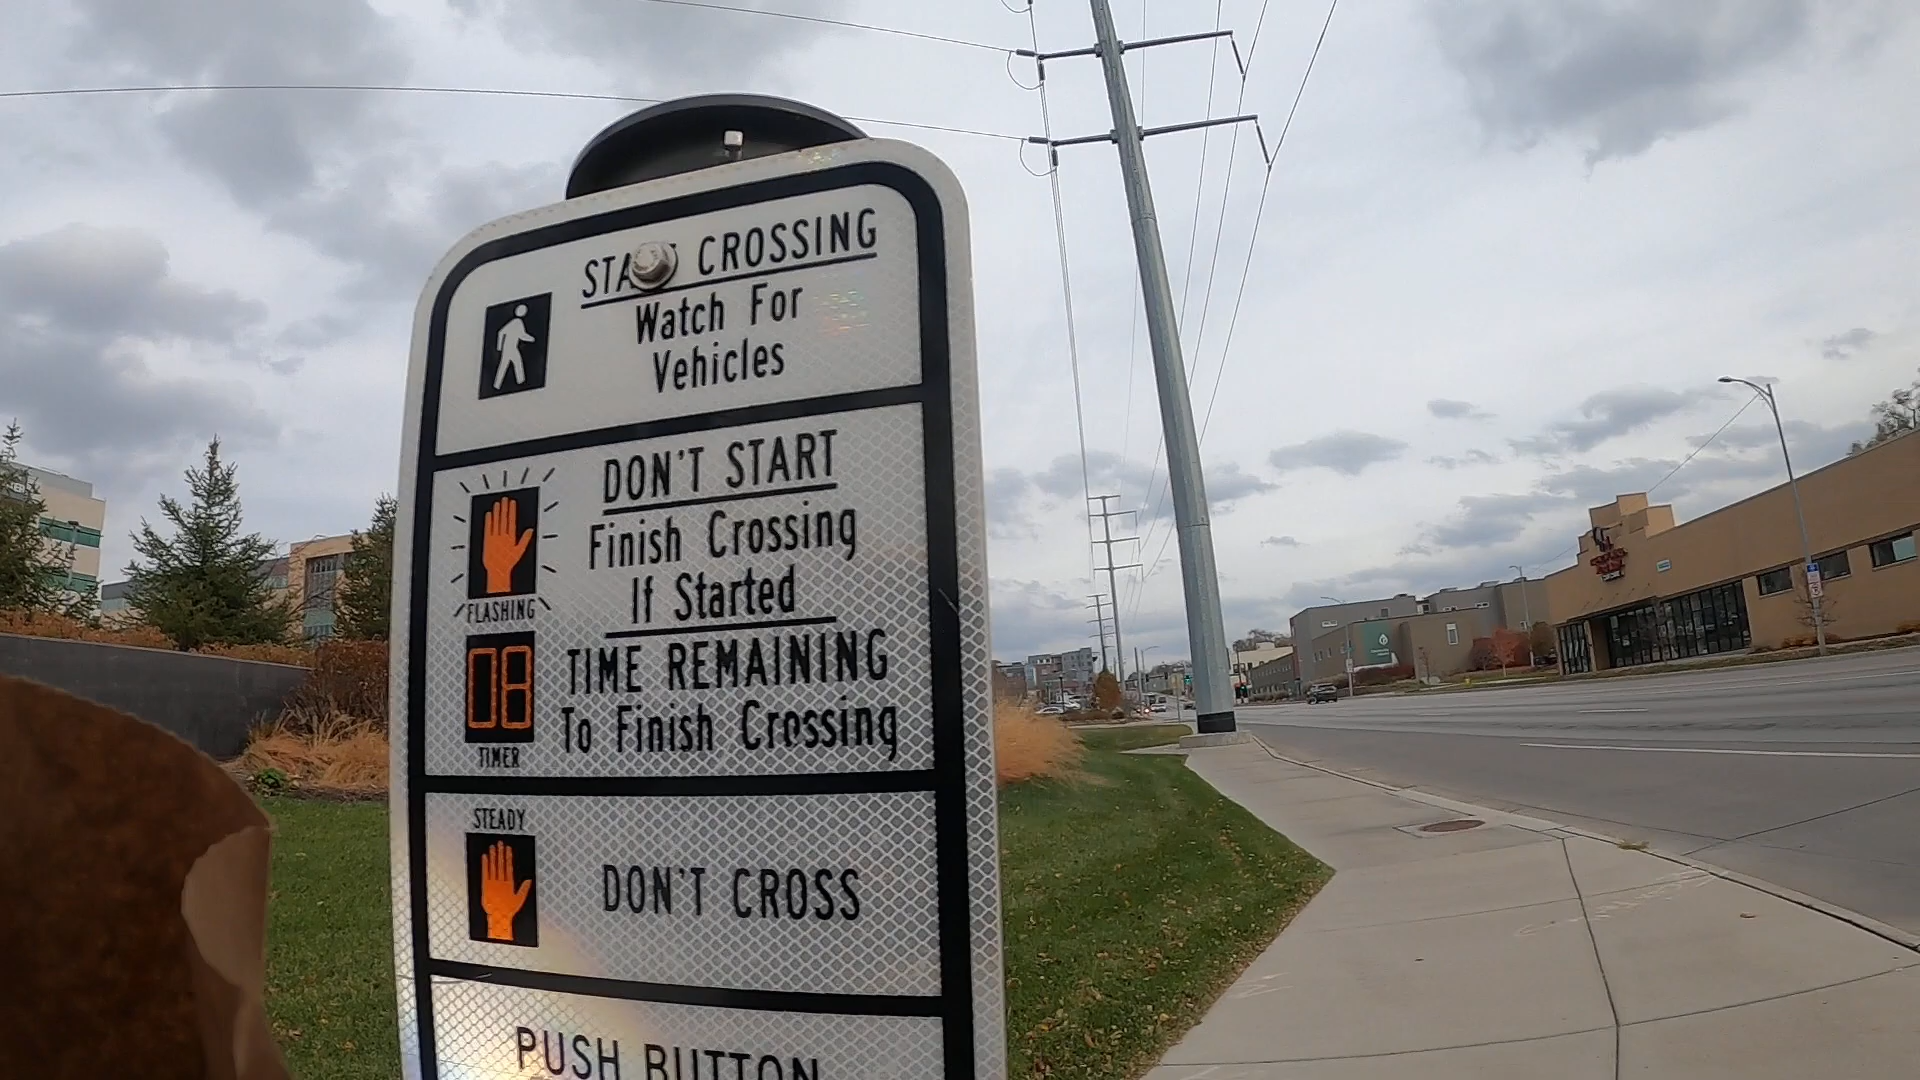 CROSSING
Watch For
Vehicles
DON'T START
Finish Crossing
If Started
FLASHING
TIME REMAINING
To Finish Crossing
TIMER
STEADY
DON'T CROSS
PUSH BUTTON